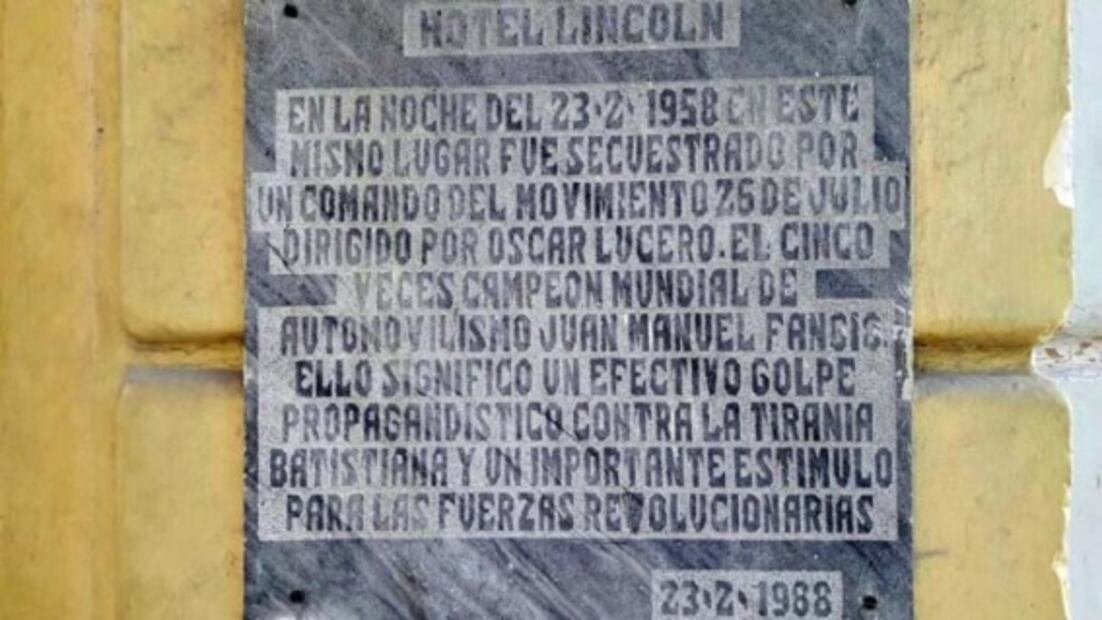 HOTEL LINCOLN
EN LA NOCHE DEL 23·2·1958 EN ESTE
MISMO LUGAR FUE SECUESTRADO POR
UN COMANDO DEL MOVIMIENTO 26 DE JULIO
DIRIGIDO POR OSCAR LUCERO. EL CINCO
VECES CAMPEON MUNDIAL DE
AUTOMOVILISMO JUAN MANUEL FANGIO.
ELLO SIGNIFICO UN EFECTIVO GOLPE
PROPAGANDISTICO CONTRA LA TIRANIA
BATISTIANA Y UN IMPORTANTE ESTIMULO
PARA LAS FUERZAS REVOLUCIONARIAS
23·2·1988